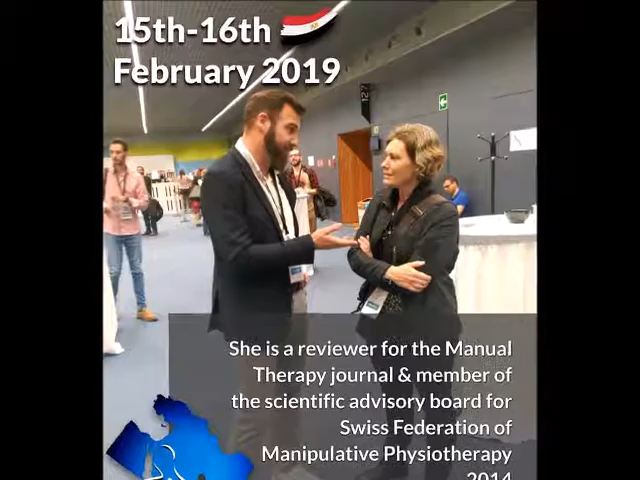 15th-16th
February 2019
She is a reviewer for the Manual
Therapy journal & member of
the scientific advisory board for
Swiss Federation of
Manipulative Physiotherapy
2014